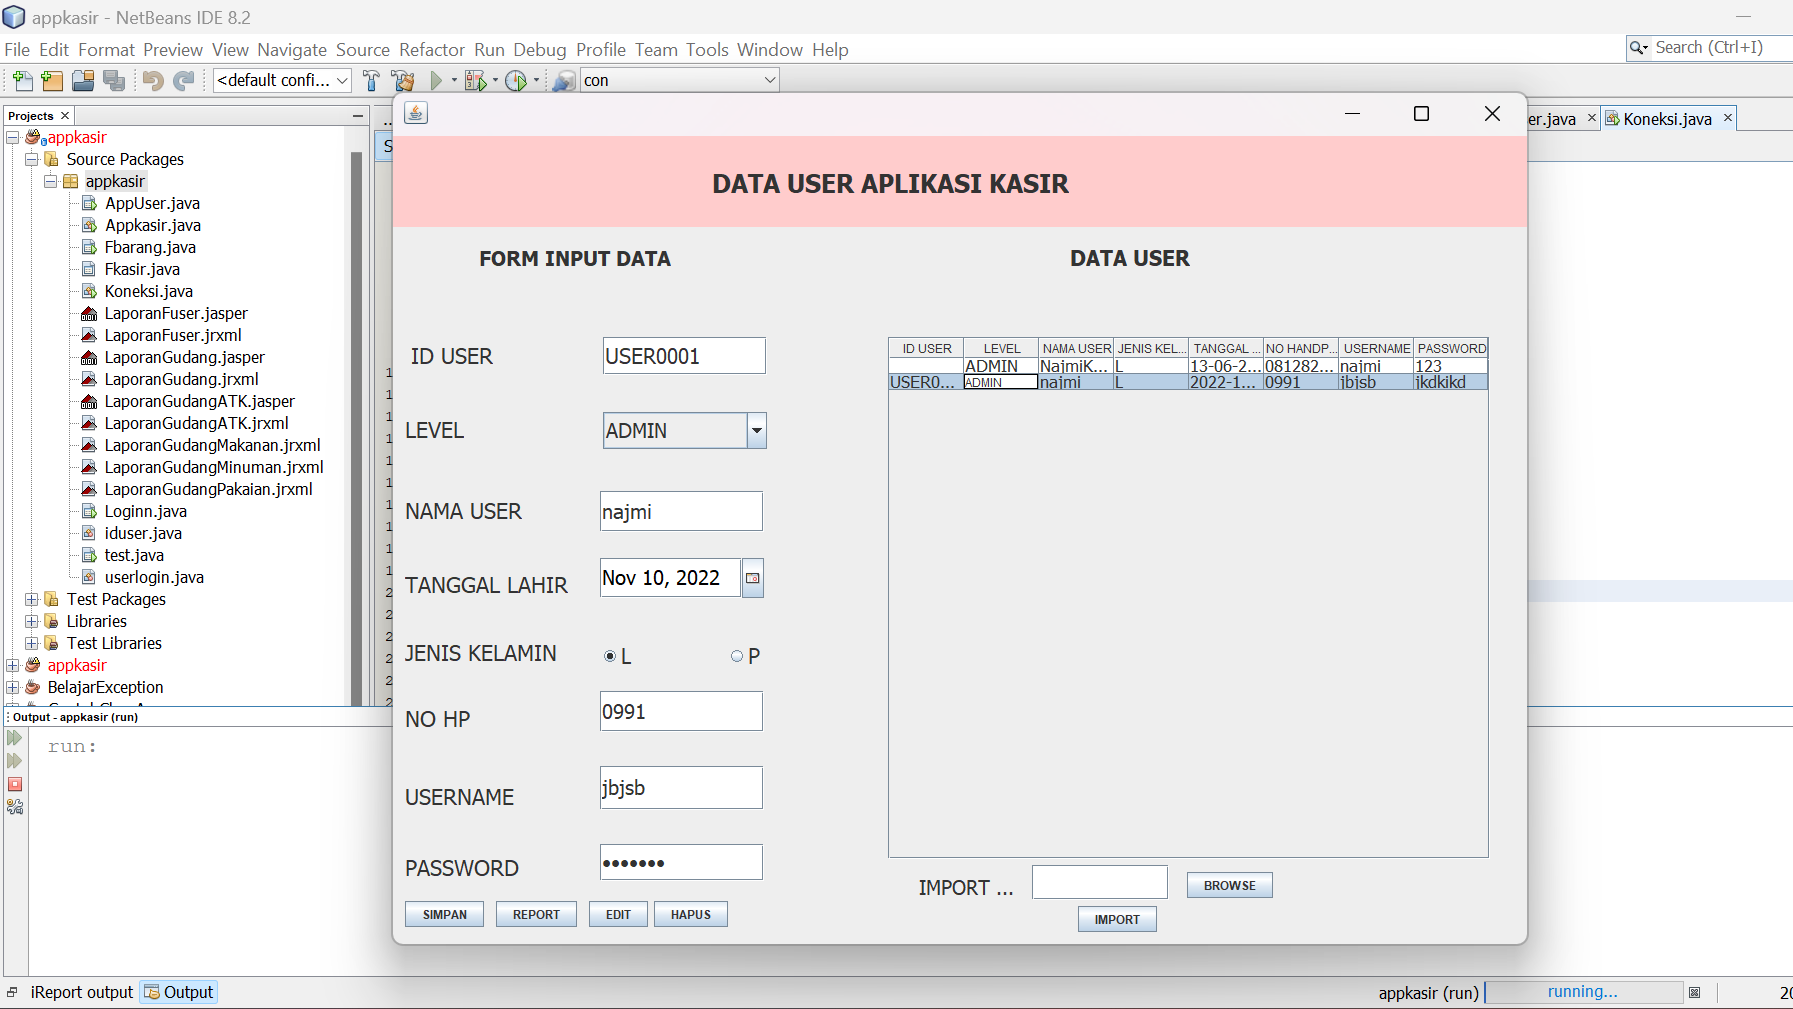 appkasir - NetBeans IDE 8.2
File Edit Format Preview View Navigate Source Refactor Run Debug Profile Team Tools Window Help
Search (Ctrl+I)
<default confi...
con
Projects
appkasir
Source Packages
appkasir
AppUser.java
Appkasir.java
Fbarang.java
Fkasir.java
Koneksi.java
LaporanFuser.jasper
LaporanFuser.jrxml
LaporanGudang.jasper
LaporanGudang.jrxml
LaporanGudangATK.jasper
LaporanGudangATK.jrxml
LaporanGudangMakanan.jrxml
LaporanGudangMinuman.jrxml
LaporanGudangPakaian.jrxml
Loginn.java
iduser.java
test.java
userlogin.java
Test Packages
Libraries
Test Libraries
appkasir
BelajarException
er.java
Koneksi.java
DATA USER APLIKASI KASIR
FORM INPUT DATA
ID USER USER0001
LEVEL ADMIN
NAMA USER najmi
TANGGAL LAHIR Nov 10, 2022
JENIS KELAMIN L P
NO HP 0991
USERNAME jbjsb
PASSWORD •••••••
SIMPAN REPORT EDIT HAPUS
DATA USER
ID USER LEVEL NAMA USER JENIS KEL... TANGGAL ... NO HANDP... USERNAME PASSWORD
ADMIN NajmiK... L 13-06-2... 081282... najmi 123
USER0... ADMIN najmi L 2022-1... 0991 jbjsb jkdkikd
IMPORT ...
BROWSE
IMPORT
Output - appkasir (run)
run:
iReport output
Output
appkasir (run)
running...